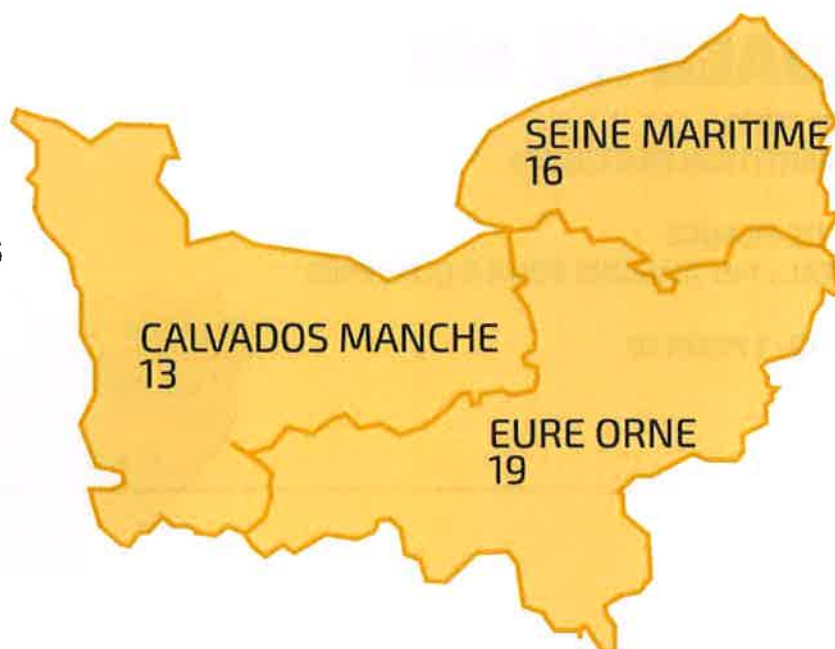 SEINE MARITIME
16
CALVADOS MANCHE
13
EURE ORNE
19